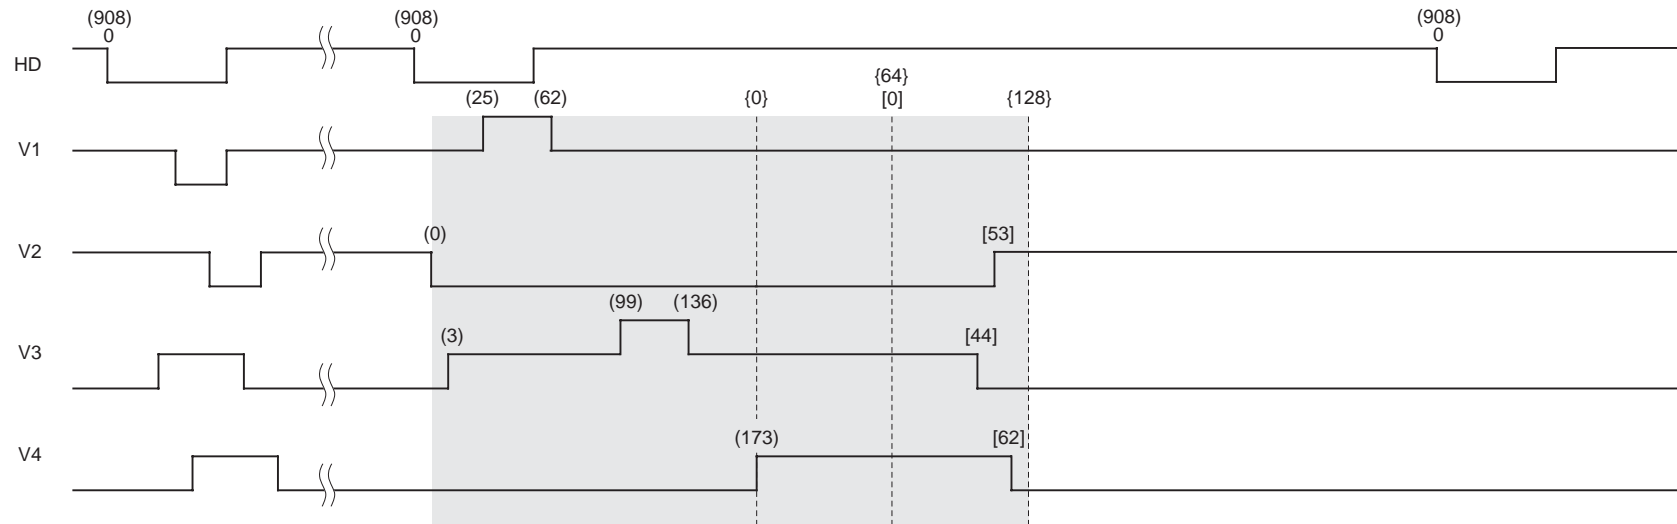 (908) (908) (908)
0 0 0
HD
{64}
(25) (62) {0} [0] {128}
V1
(0) [53]
V2
(99) (136)
(3) [44]
V3
(173) [62]
V4